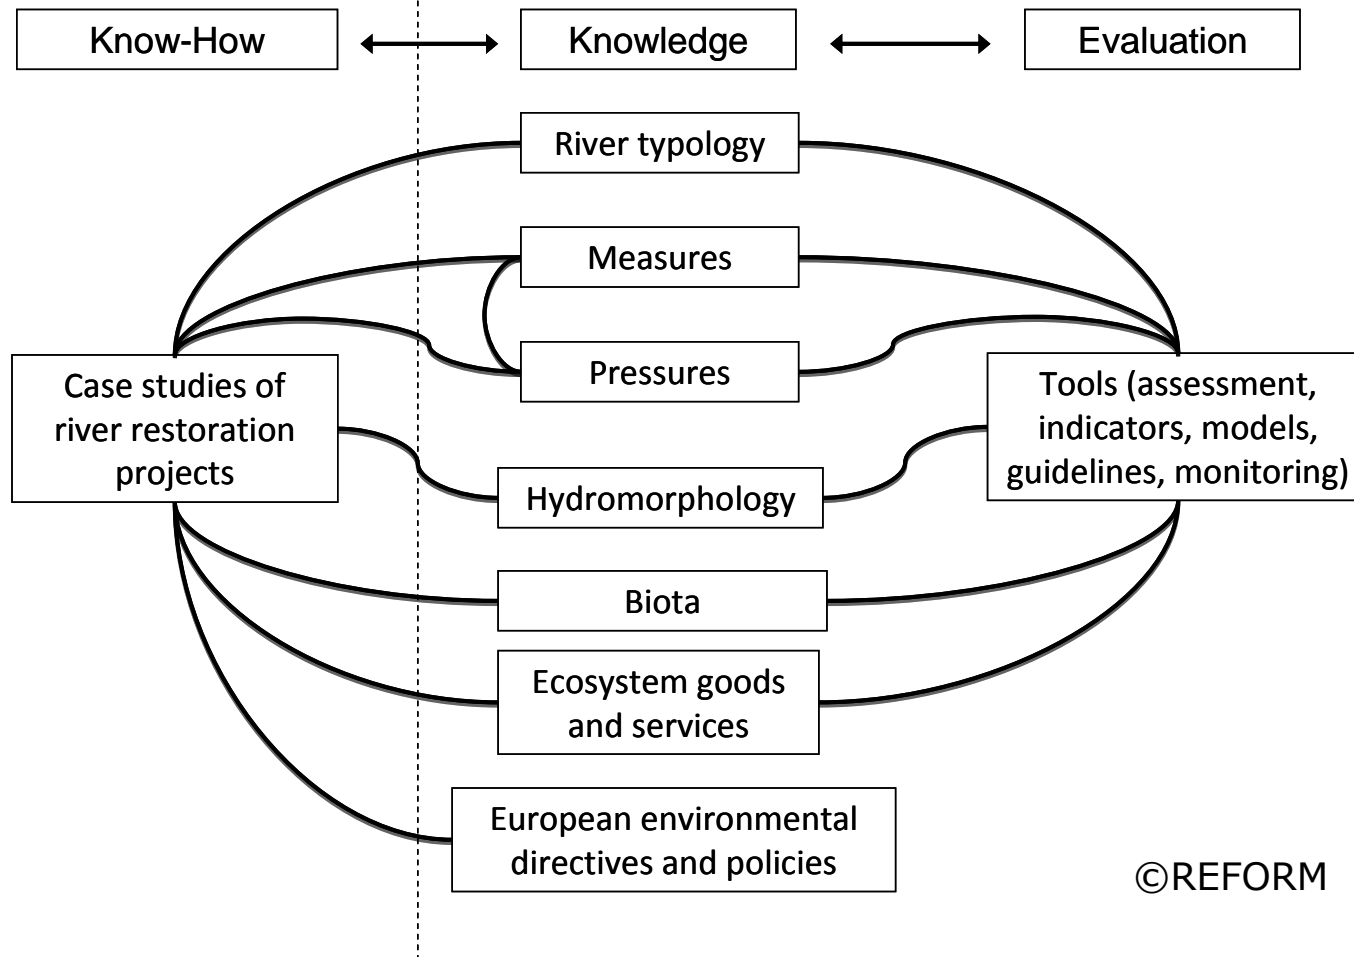 Know-How
Knowledge
Evaluation
River typology
Measures
Pressures
Case studies of
river restoration
projects
Tools (assessment,
indicators, models,
guidelines, monitoring)
Hydromorphology
Biota
Ecosystem goods
and services
European environmental
directives and policies
©REFORM